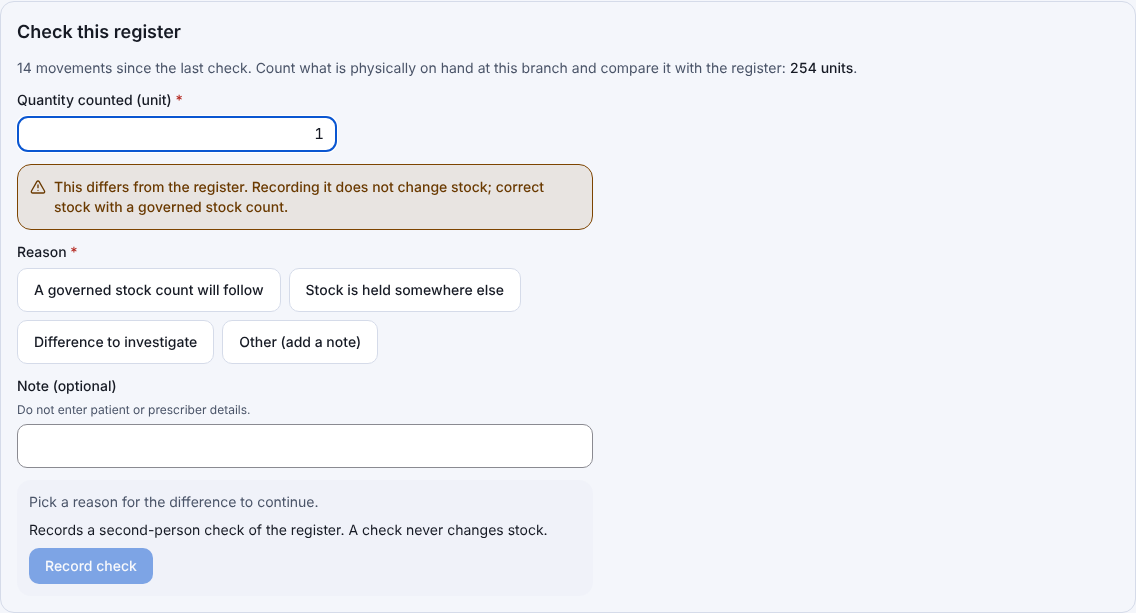 Check this register
14 movements since the last check. Count what is physically on hand at this branch and compare it with the register: 254 units.
Quantity counted (unit) *
1
This differs from the register. Recording it does not change stock; correct
stock with a governed stock count.
Reason *
A governed stock count will follow
Stock is held somewhere else
Difference to investigate
Other (add a note)
Note (optional)
Do not enter patient or prescriber details.
Pick a reason for the difference to continue.
Records a second-person check of the register. A check never changes stock.
Record check